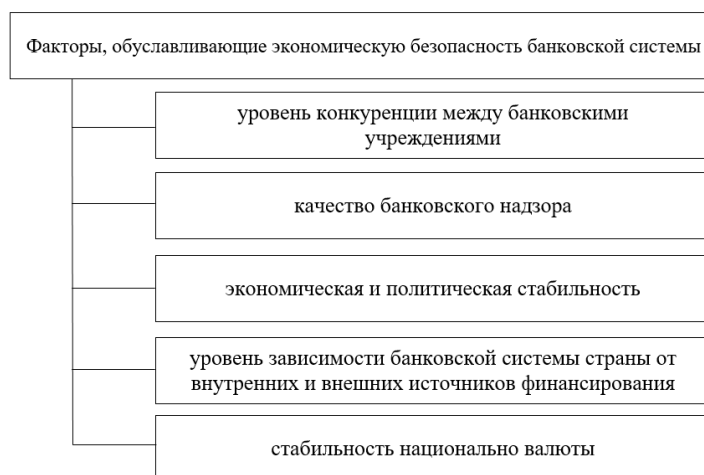 Факторы, обуславливающие экономическую безопасность банковской системы
уровень конкуренции между банковскими
учреждениями
качество банковского надзора
экономическая и политическая стабильность
уровень зависимости банковской системы страны от
внутренних и внешних источников финансирования
стабильность национально валюты